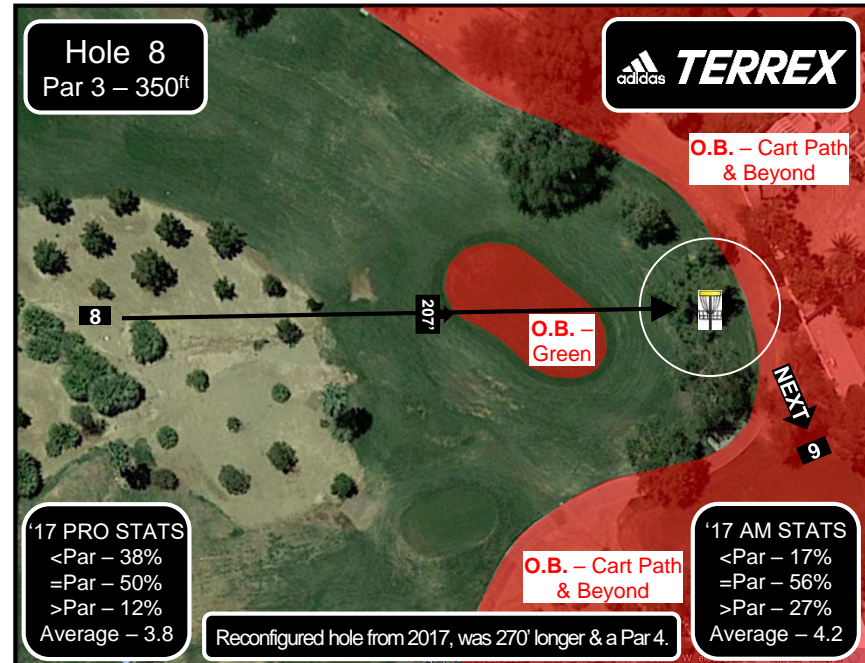 Hole 8
Par 3 – 350ft
adidas TERREX
O.B. – Cart Path
& Beyond
8
207'
O.B. –
Green
NEXT
9
'17 PRO STATS
<Par – 38%
=Par – 50%
>Par – 12%
Average – 3.8
O.B. – Cart Path
& Beyond
Reconfigured hole from 2017, was 270' longer & a Par 4.
'17 AM STATS
<Par – 17%
=Par – 56%
>Par – 27%
Average – 4.2